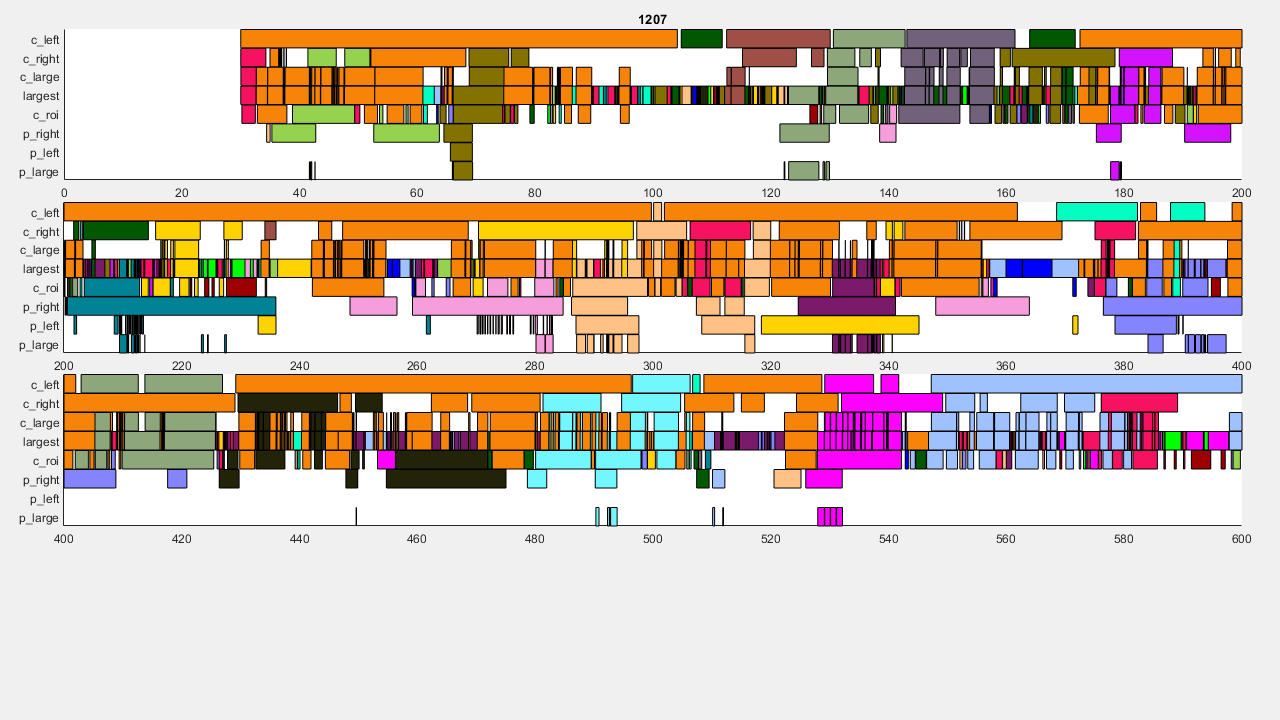 1207
c_left
c_right
c_large
largest
c_roi
p_right
p_left
p_large
0 20 40 60 80 100 120 140 160 180 200
c_left
c_right
c_large
largest
c_roi
p_right
p_left
p_large
200 220 240 260 280 300 320 340 360 380 400
c_left
c_right
c_large
largest
c_roi
p_right
p_left
p_large
400 420 440 460 480 500 520 540 560 580 600